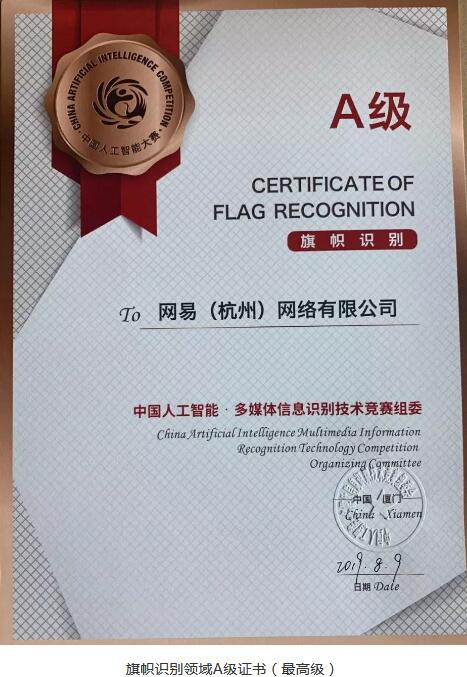 CHINA ARTIFICIAL INTELLIGENCE COMPETITION
·中国人工智能大赛·
A级
CERTIFICATE OF
FLAG RECOGNITION
旗帜识别
To 网易（杭州）网络有限公司
中国人工智能·多媒体信息识别技术竞赛组委
China Artificial Intelligence Multimedia Information
Recognition Technology Competition
Organizing Committee
中国 厦门
China Xiamen
2019.8.9
日期 Date
旗帜识别领域A级证书（最高级）